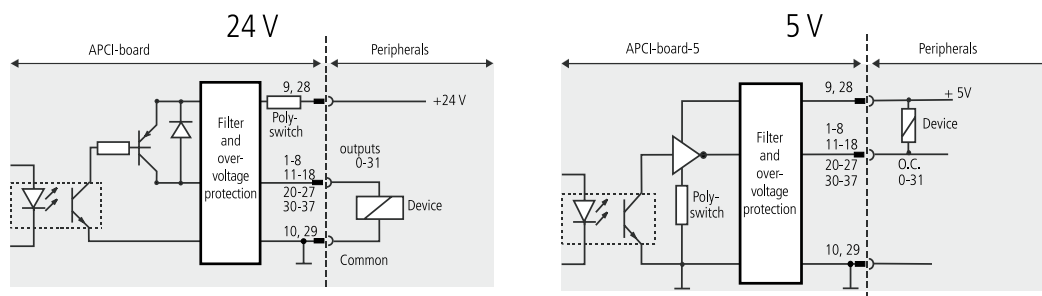 24 V
APCI-board
Peripherals
9, 28
+24 V
Poly-
switch
Filter
and
over-
voltage
protection
outputs
0-31
1-8
11-18
20-27
30-37
Device
10, 29
Common
5 V
APCI-board-5
Peripherals
9, 28
+ 5V
Device
Filter
and
over-
voltage
protection
1-8
11-18
20-27
30-37
O.C.
0-31
Poly-
switch
10, 29